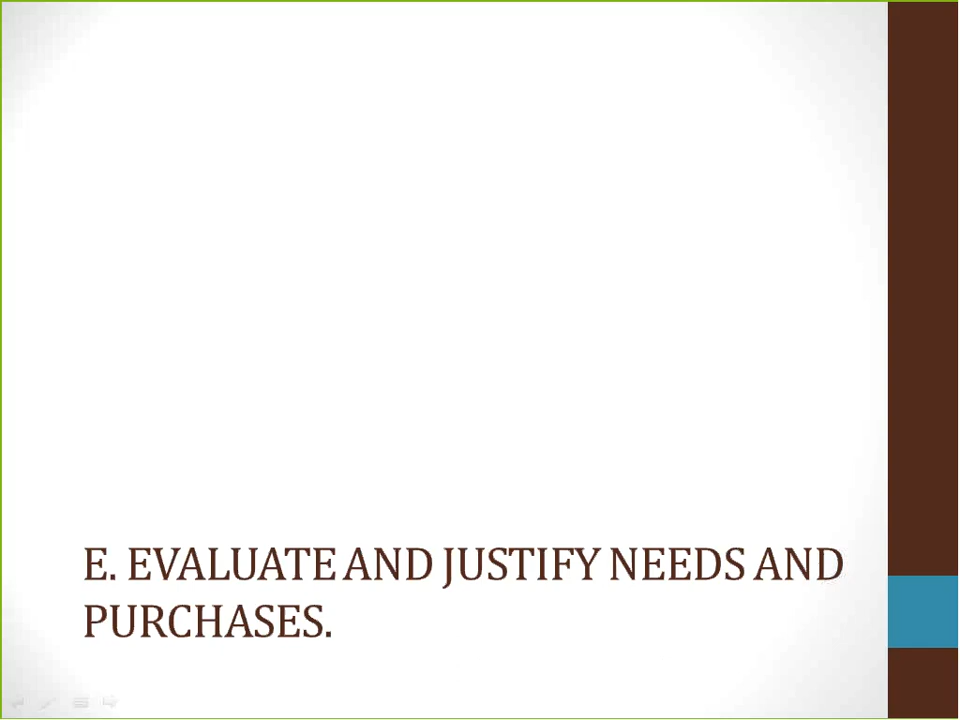 E. EVALUATE AND JUSTIFY NEEDS AND
PURCHASES.